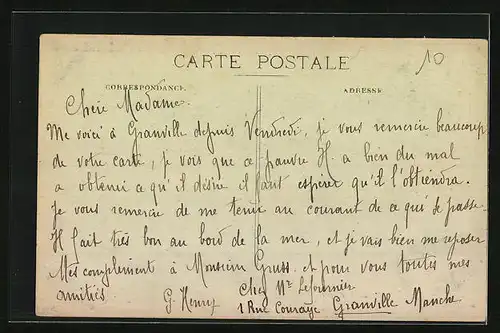 CARTE POSTALE
10
CORRESPONDANCE
ADRESSE
Chère Madame.
Me voici à Granville depuis Vendredi, je vous remercie beaucoup
de votre carte, je vois que ce pauvre H. a bien du mal
a obtenir ce qu'il désire il faut espérer qu'il l'obtiendra.
Je vous remercie de me tenir au courant de ce qui se passe.
Il fait très bon au bord de la mer, et je vais bien me reposer
Mes compliment à Monsieur et pour vous toutes mes
amitiés
G. Henry
Chez Mr Lefournier
1 Rue Couraye Granville Manche